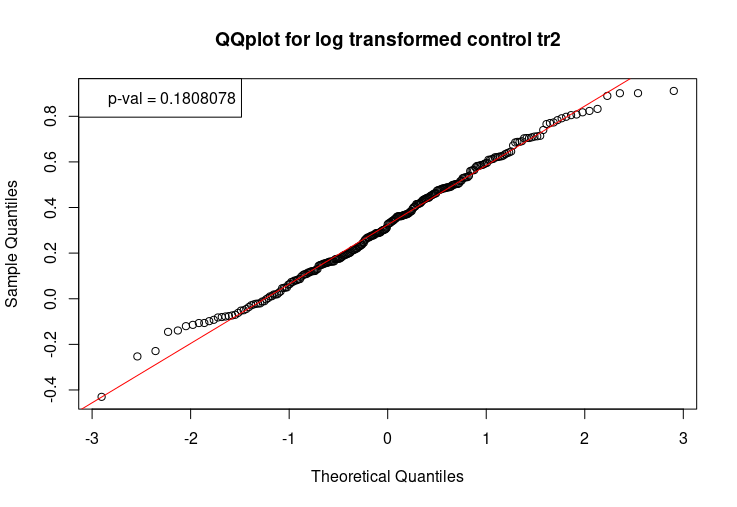 QQplot for log transformed control tr2
p-val = 0.1808078
Sample Quantiles
0.8
0.6
0.4
0.2
0.0
-0.2
-0.4
-3 -2 -1 0 1 2 3
Theoretical Quantiles